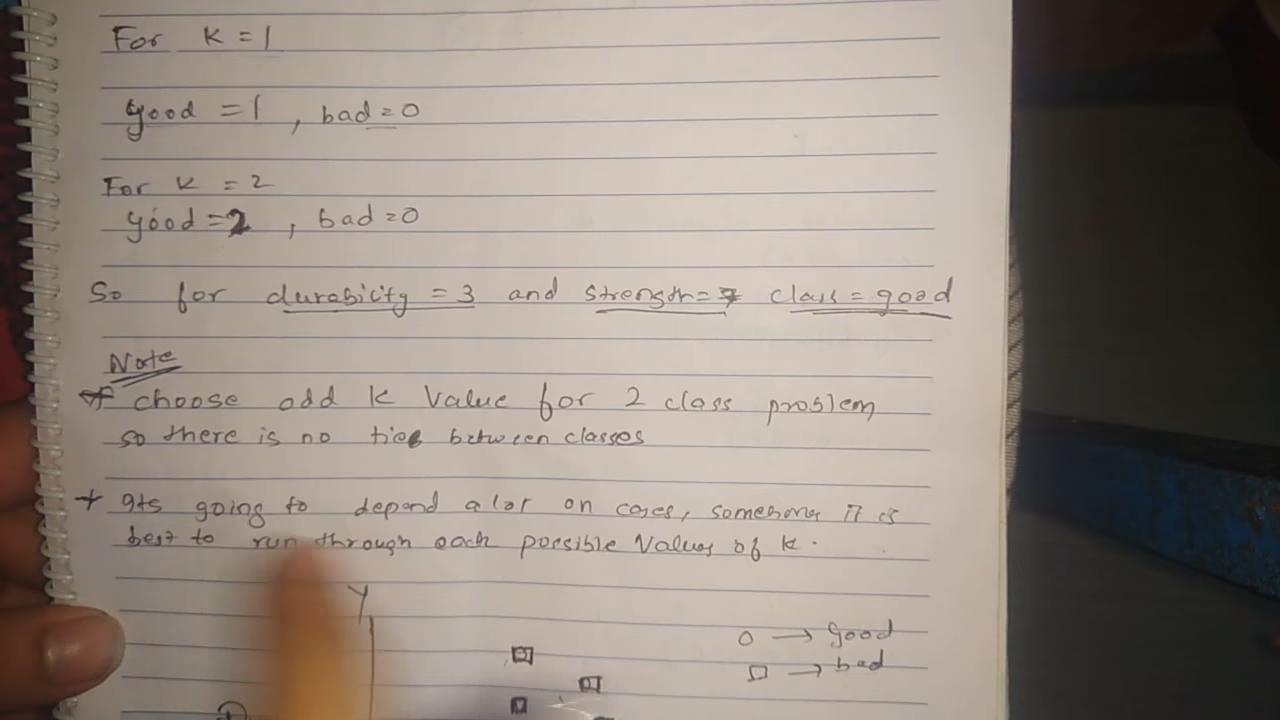 For K = 1
good = 1 , bad = 0
For K = 2
good = 2 , bad = 0
So for durability = 3 and strength = 7 class = good
Note
* choose odd K value for 2 class problem
so there is no ties between classes
* Its going to depend a lot on cases, sometimes it is
best to run through each possible values of k.
Y
O → Good
□ → bad